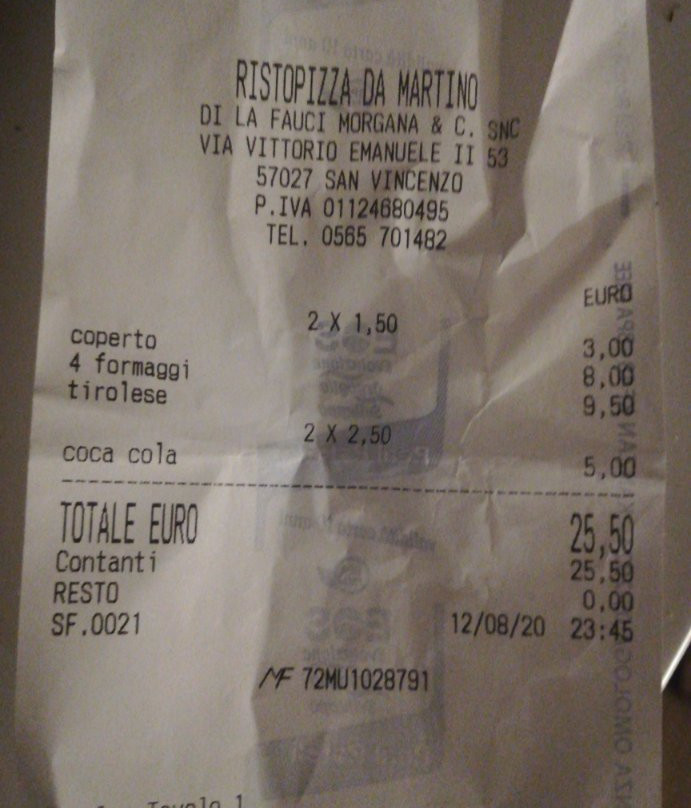 RISTOPIZZA DA MARTINO
DI LA FAUCI MORGANA & C. SNC
VIA VITTORIO EMANUELE II 53
57027 SAN VINCENZO
P.IVA 01124680495
TEL. 0565 701482
EURO
2 X 1,50
coperto 3,00
4 formaggi 8,00
tirolese 9,50
2 X 2,50
coca cola 5,00
TOTALE EURO 25,50
Contanti 25,50
RESTO 0,00
SF.0021 12/08/20 23:45
MF 72MU1028791
Tavolo 1